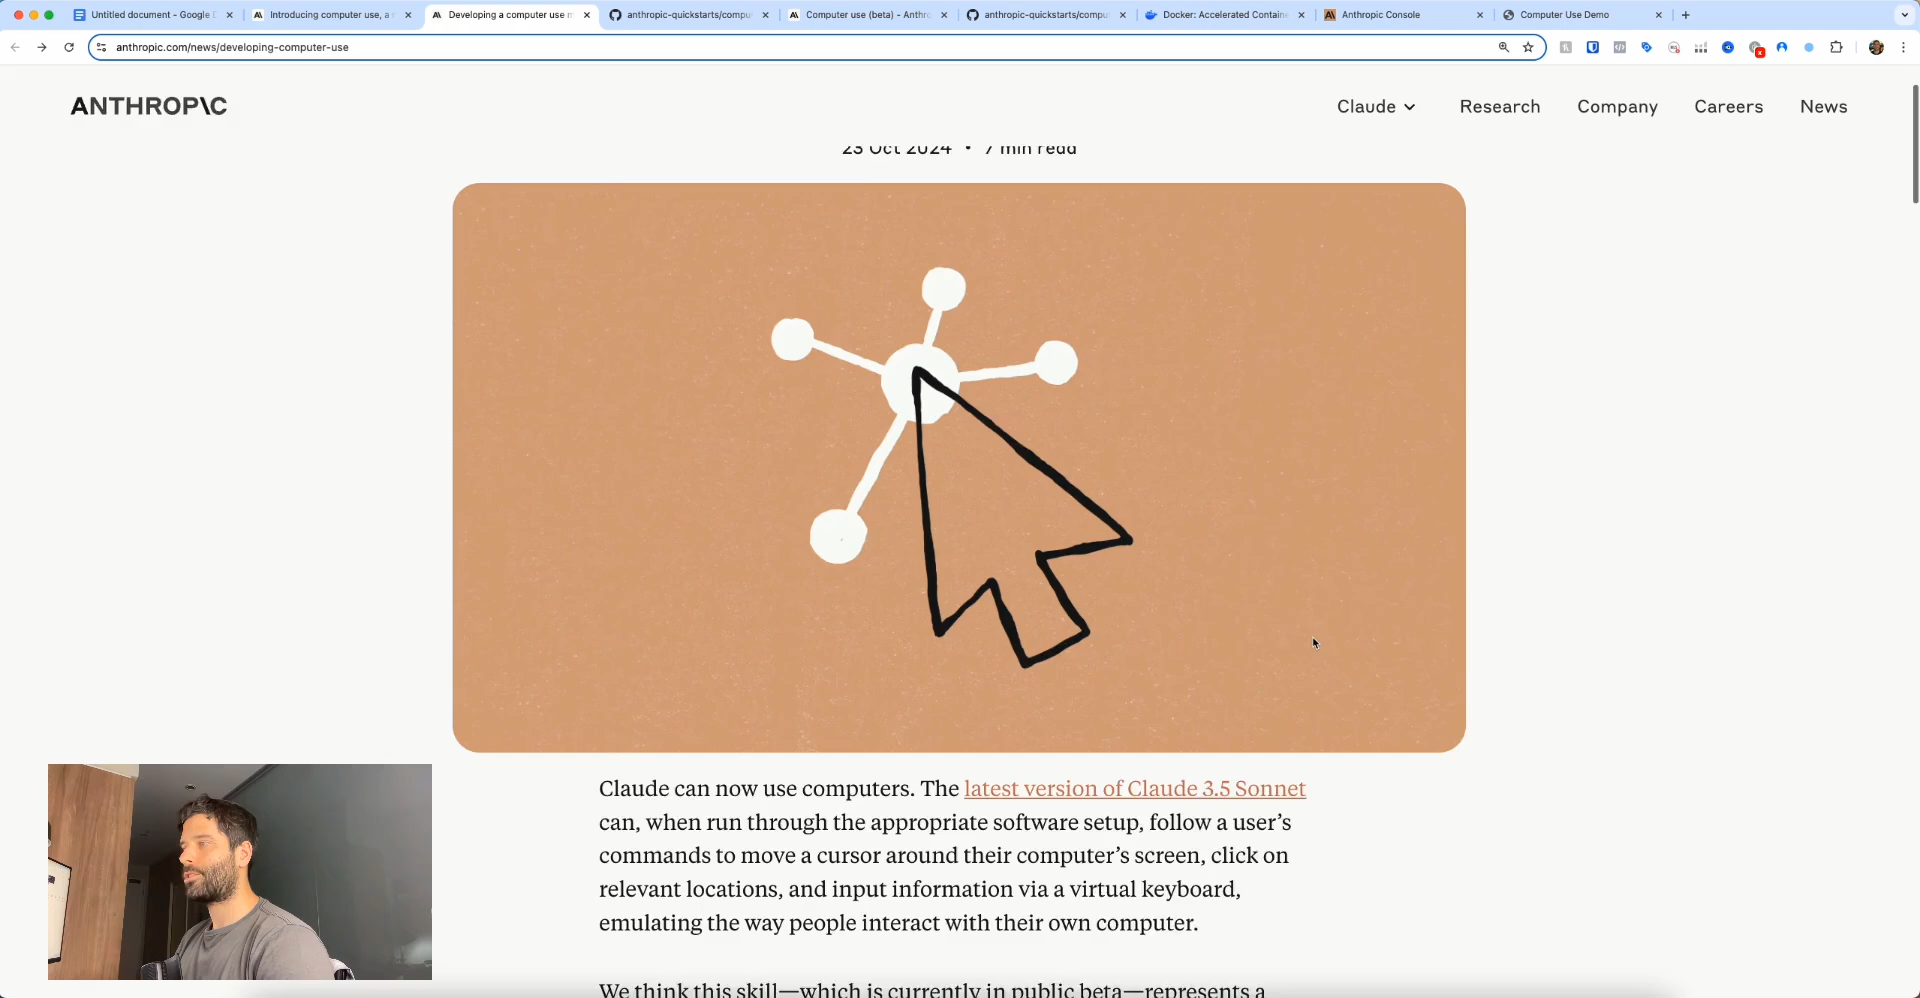 Untitled document - Google D
Introducing computer use, a n
Developing a computer use m
anthropic-quickstarts/compu
Computer use (beta) - Anthro
anthropic-quickstarts/compu
Docker: Accelerated Containe
Anthropic Console
Computer Use Demo
anthropic.com/news/developing-computer-use
ANTHROP\C
Claude
Research
Company
Careers
News
23 Oct 2024 • 7 min read
Claude can now use computers. The latest version of Claude 3.5 Sonnet
can, when run through the appropriate software setup, follow a user’s
commands to move a cursor around their computer’s screen, click on
relevant locations, and input information via a virtual keyboard,
emulating the way people interact with their own computer.
We think this skill—which is currently in public beta—represents a